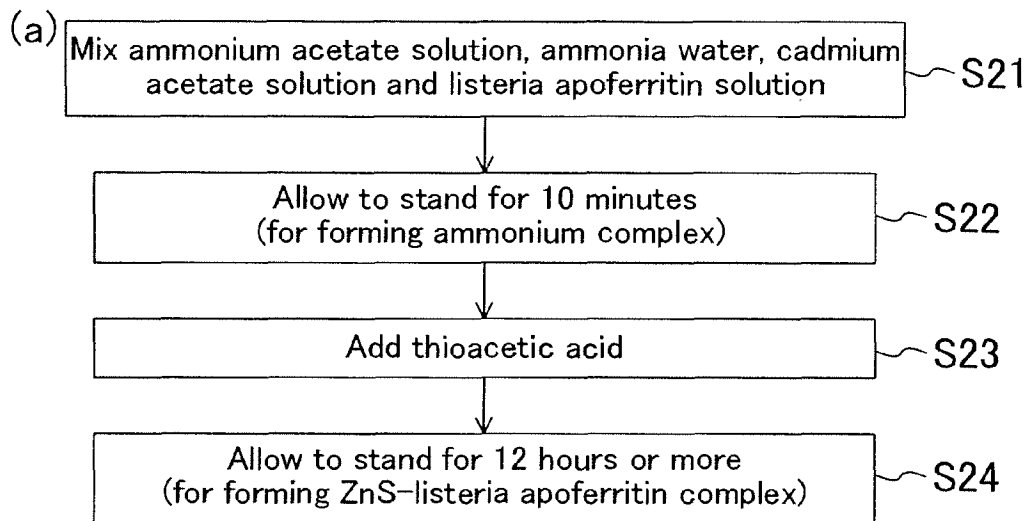 (a)
Mix ammonium acetate solution, ammonia water, cadmium
acetate solution and listeria apoferritin solution
S21
Allow to stand for 10 minutes
(for forming ammonium complex)
S22
Add thioacetic acid
S23
Allow to stand for 12 hours or more
(for forming ZnS-listeria apoferritin complex)
S24